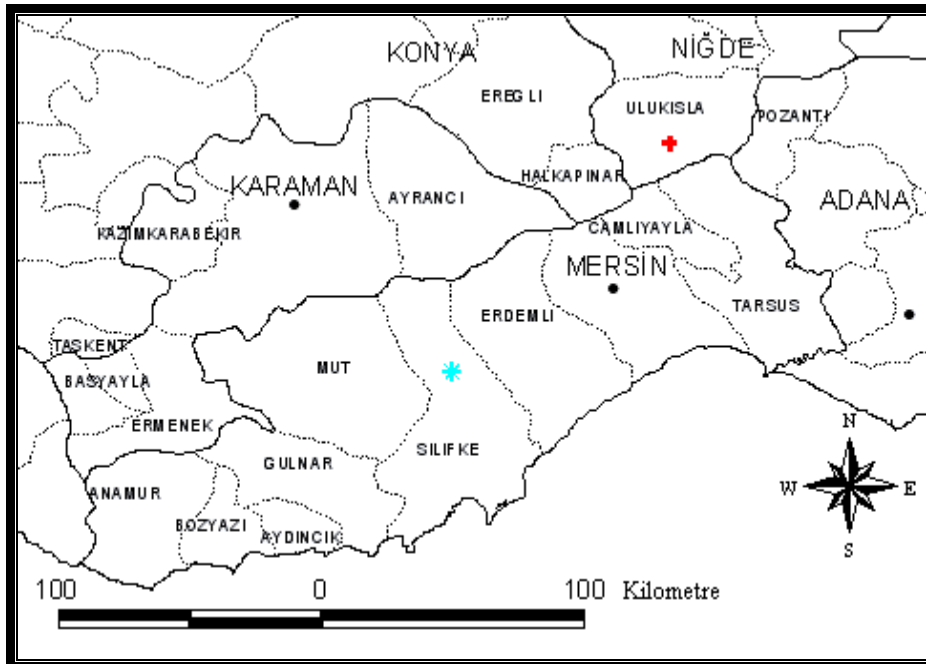 KONYA
NİĞDE
EREGLI
ULUKISLA
POZANTI
HALKAPINAR
KARAMAN
AYRANCI
ADANA
CAMLIYAYLA
KAZIMKARABEKIR
MERSİN
TARSUS
ERDEMLI
TASKENT
MUT
BASYAYLA
ERMENEK
SILIFKE
GULNAR
ANAMUR
BOZYAZI
AYDINCIK
N
W E
S
100 0 100 Kilometre